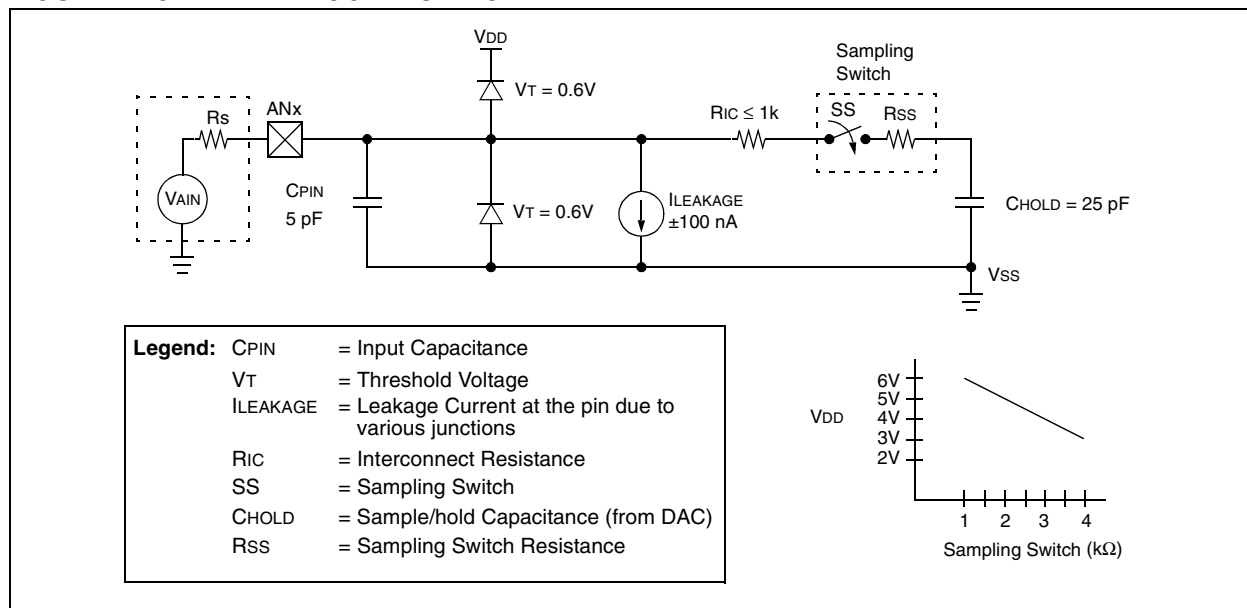 VDD
Sampling
Switch
VT = 0.6V
ANx
RIC ≤ 1k
SS
RSS
Rs
VAIN
CPIN
5 pF
VT = 0.6V
ILEAKAGE
±100 nA
CHOLD = 25 pF
VSS
Legend: CPIN = Input Capacitance
VT = Threshold Voltage
ILEAKAGE = Leakage Current at the pin due to
various junctions
RIC = Interconnect Resistance
SS = Sampling Switch
CHOLD = Sample/hold Capacitance (from DAC)
RSS = Sampling Switch Resistance
6V
5V
VDD
4V
3V
2V
1 2 3 4
Sampling Switch (kΩ)